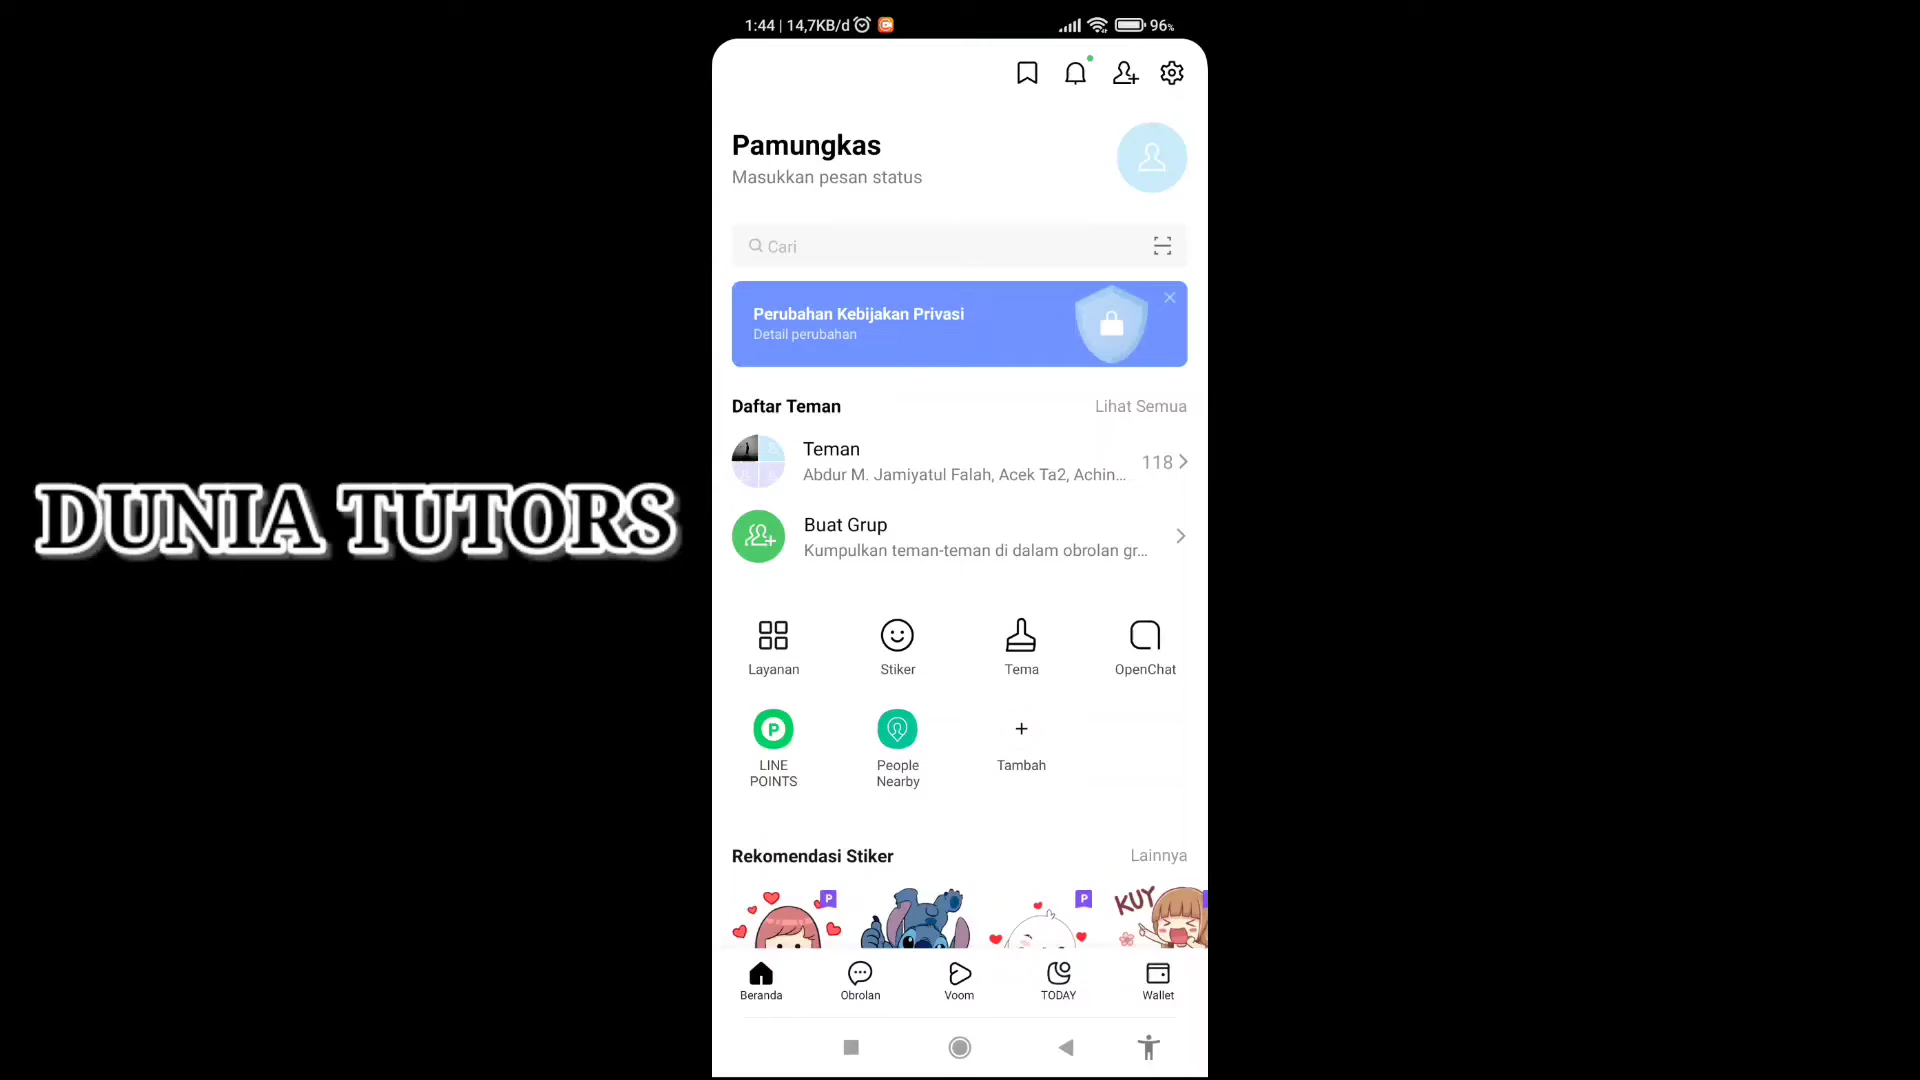 1:44 | 14,7KB/d
96%
Pamungkas
Masukkan pesan status
Cari
Perubahan Kebijakan Privasi
Detail perubahan
Daftar Teman
Lihat Semua
Teman
118
Abdur M. Jamiyatul Falah, Acek Ta2, Achin...
Buat Grup
Kumpulkan teman-teman di dalam obrolan gr...
DUNIA TUTORS
Layanan
Stiker
Tema
OpenChat
P
LINE
POINTS
People
Nearby
+
Tambah
Rekomendasi Stiker
Lainnya
P
P
KUY
Beranda
Obrolan
Voom
TODAY
Wallet